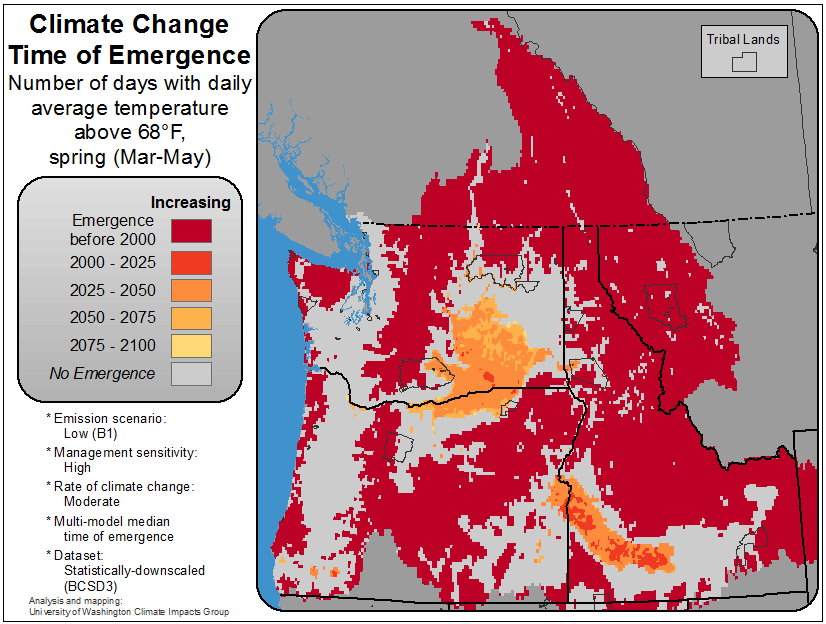 Climate Change
Time of Emergence
Number of days with daily
average temperature
above 68°F,
spring (Mar-May)
Increasing
Emergence
before 2000
2000 - 2025
2025 - 2050
2050 - 2075
2075 - 2100
No Emergence
* Emission scenario:
Low (B1)
* Management sensitivity:
High
* Rate of climate change:
Moderate
* Multi-model median
time of emergence
* Dataset:
Statistically-downscaled
(BCSD3)
Analysis and mapping:
University of Washington Climate Impacts Group
Tribal Lands